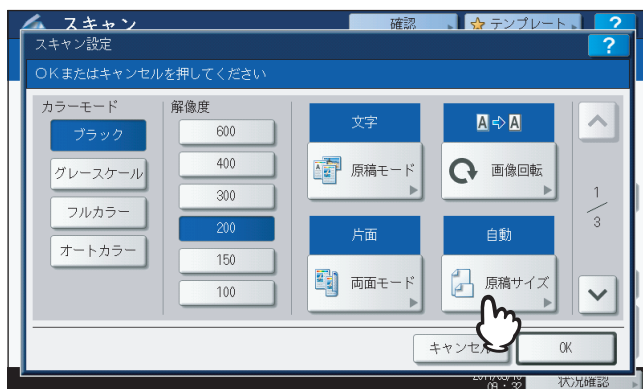 スキャン
確認
テンプレート
?
スキャン設定
?
OKまたはキャンセルを押してください
カラーモード
ブラック
グレースケール
フルカラー
オートカラー
解像度
600
400
300
200
150
100
文字
原稿モード
A⇨A
画像回転
片面
両面モード
自動
原稿サイズ
1
/
3
キャンセル
OK
09:32
状況確認